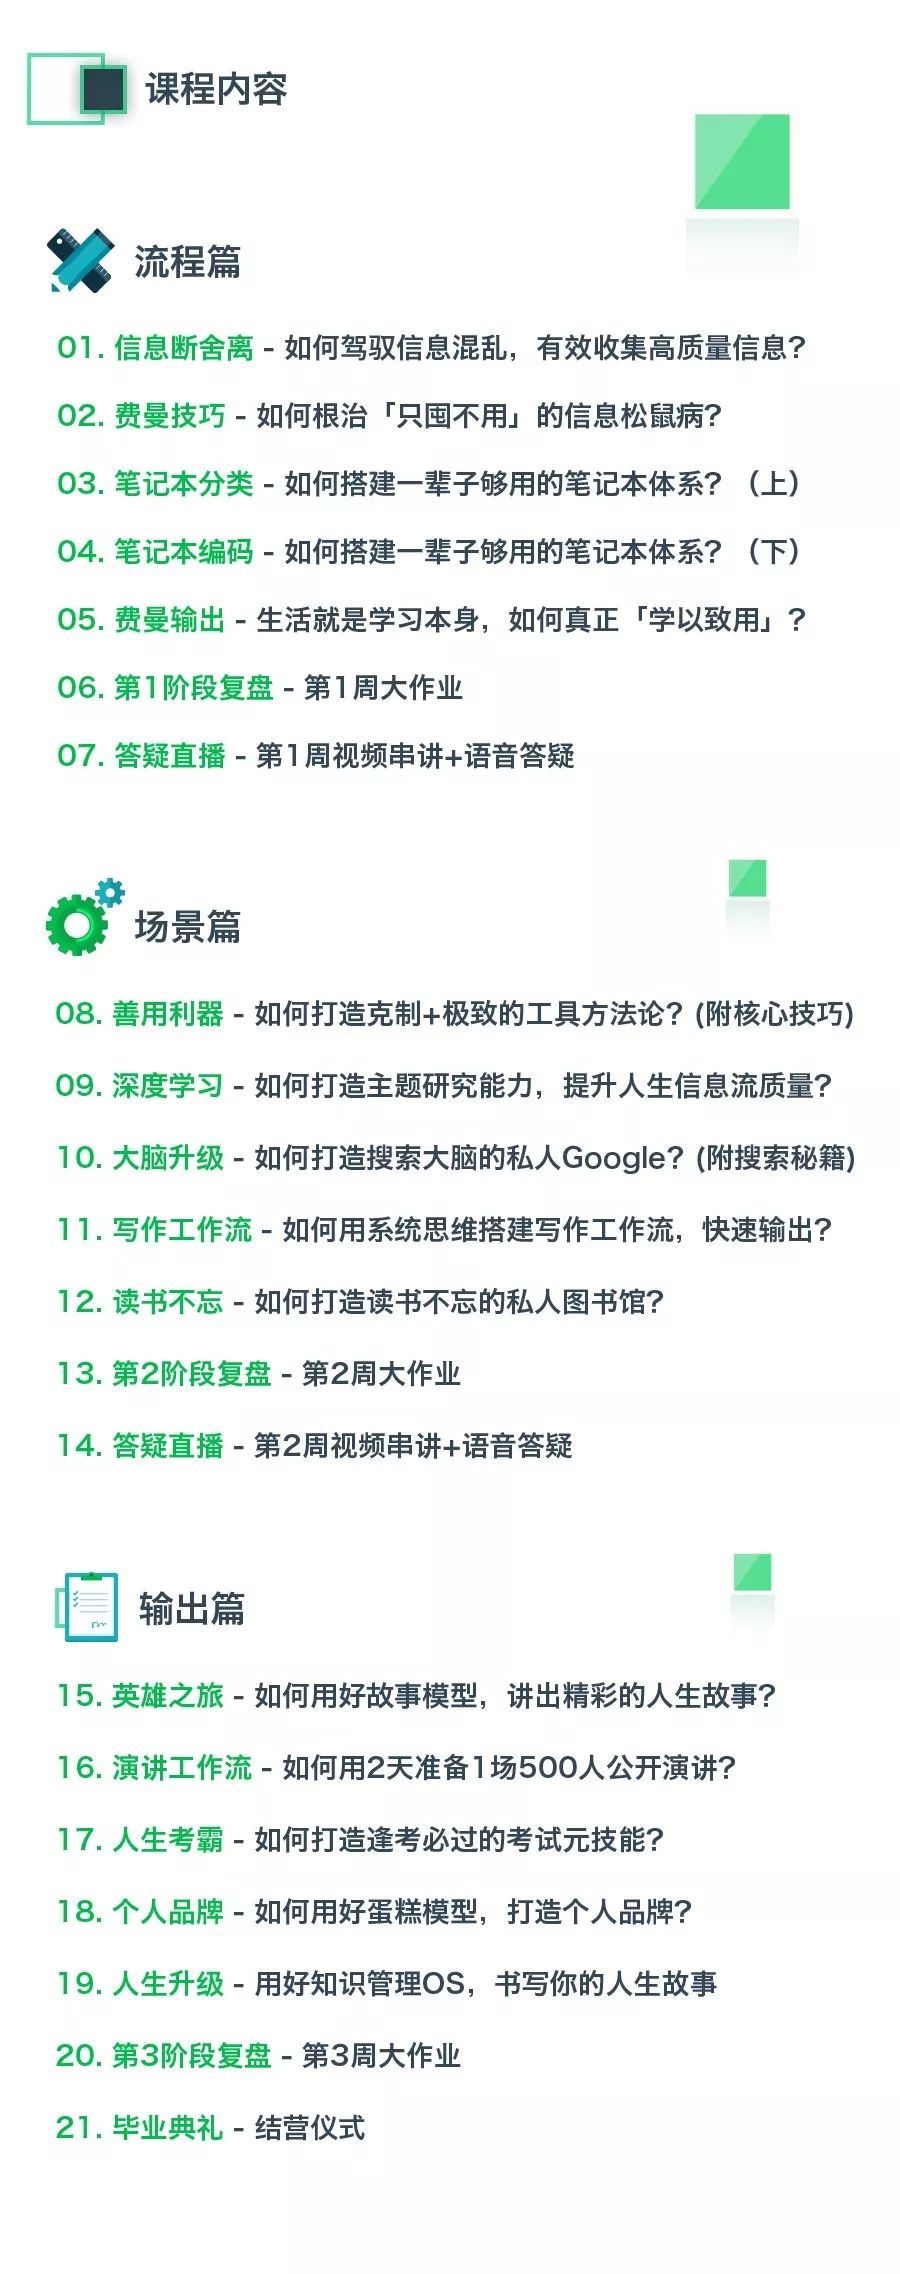 课程内容
流程篇
01. 信息断舍离 - 如何驾驭信息混乱，有效收集高质量信息？
02. 费曼技巧 - 如何根治「只囤不用」的信息松鼠病？
03. 笔记本分类 - 如何搭建一辈子够用的笔记本体系？（上）
04. 笔记本编码 - 如何搭建一辈子够用的笔记本体系？（下）
05. 费曼输出 - 生活就是学习本身，如何真正「学以致用」？
06. 第1阶段复盘 - 第1周大作业
07. 答疑直播 - 第1周视频串讲+语音答疑
场景篇
08. 善用利器 - 如何打造克制+极致的工具方法论？(附核心技巧)
09. 深度学习 - 如何打造主题研究能力，提升人生信息流质量？
10. 大脑升级 - 如何打造搜索大脑的私人Google？(附搜索秘籍)
11. 写作工作流 - 如何用系统思维搭建写作工作流，快速输出？
12. 读书不忘 - 如何打造读书不忘的私人图书馆？
13. 第2阶段复盘 - 第2周大作业
14. 答疑直播 - 第2周视频串讲+语音答疑
输出篇
15. 英雄之旅 - 如何用好故事模型，讲出精彩的人生故事？
16. 演讲工作流 - 如何用2天准备1场500人公开演讲？
17. 人生考霸 - 如何打造逢考必过的考试元技能？
18. 个人品牌 - 如何用好蛋糕模型，打造个人品牌？
19. 人生升级 - 用好知识管理OS，书写你的人生故事
20. 第3阶段复盘 - 第3周大作业
21. 毕业典礼 - 结营仪式